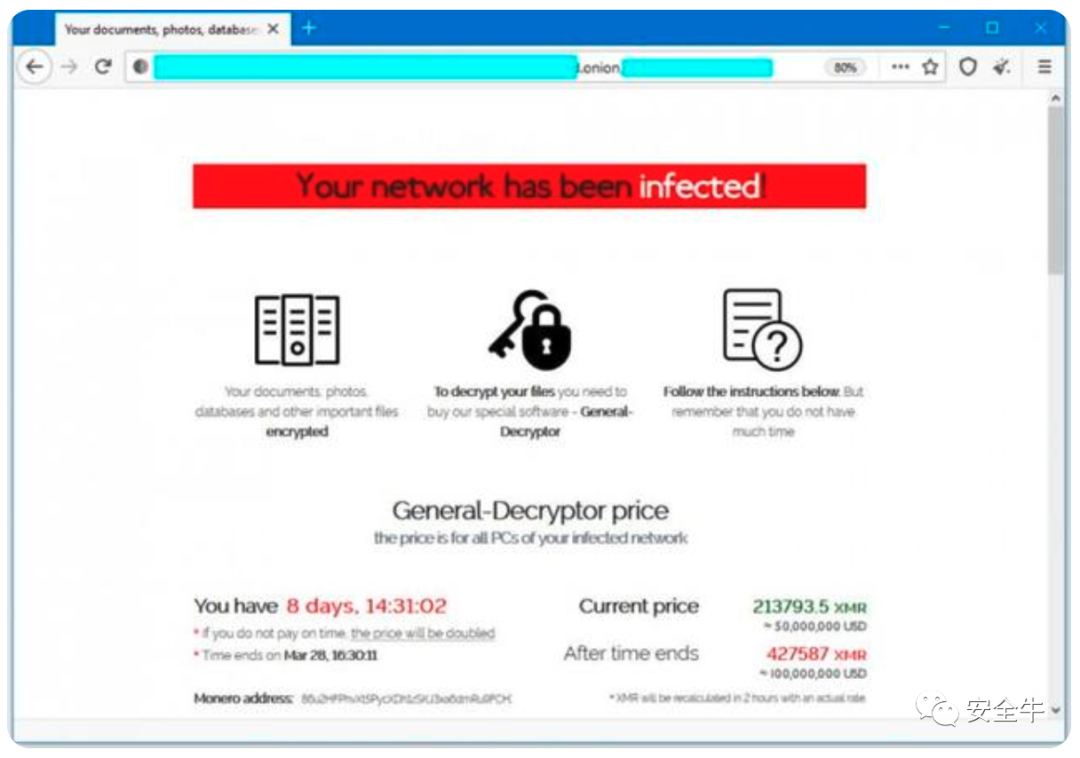 Your documents, photos, database
.onion.
80%
Your network has been infected!
Your documents, photos,
databases and other important files
encrypted
To decrypt your files you need to
buy our special software - General-
Decryptor
Follow the instructions below. But
remember that you do not have
much time
General-Decryptor price
the price is for all PCs of your infected network
You have 8 days, 14:31:02
* If you do not pay on time, the price will be doubled
* Time ends on Mar 28, 16:30:11
Monero address:
Current price
213793.5 XMR
≈ 50,000,000 USD
After time ends
427587 XMR
≈ 100,000,000 USD
* XMR will be recalculated in 2 hours with an actual rate.
安全牛